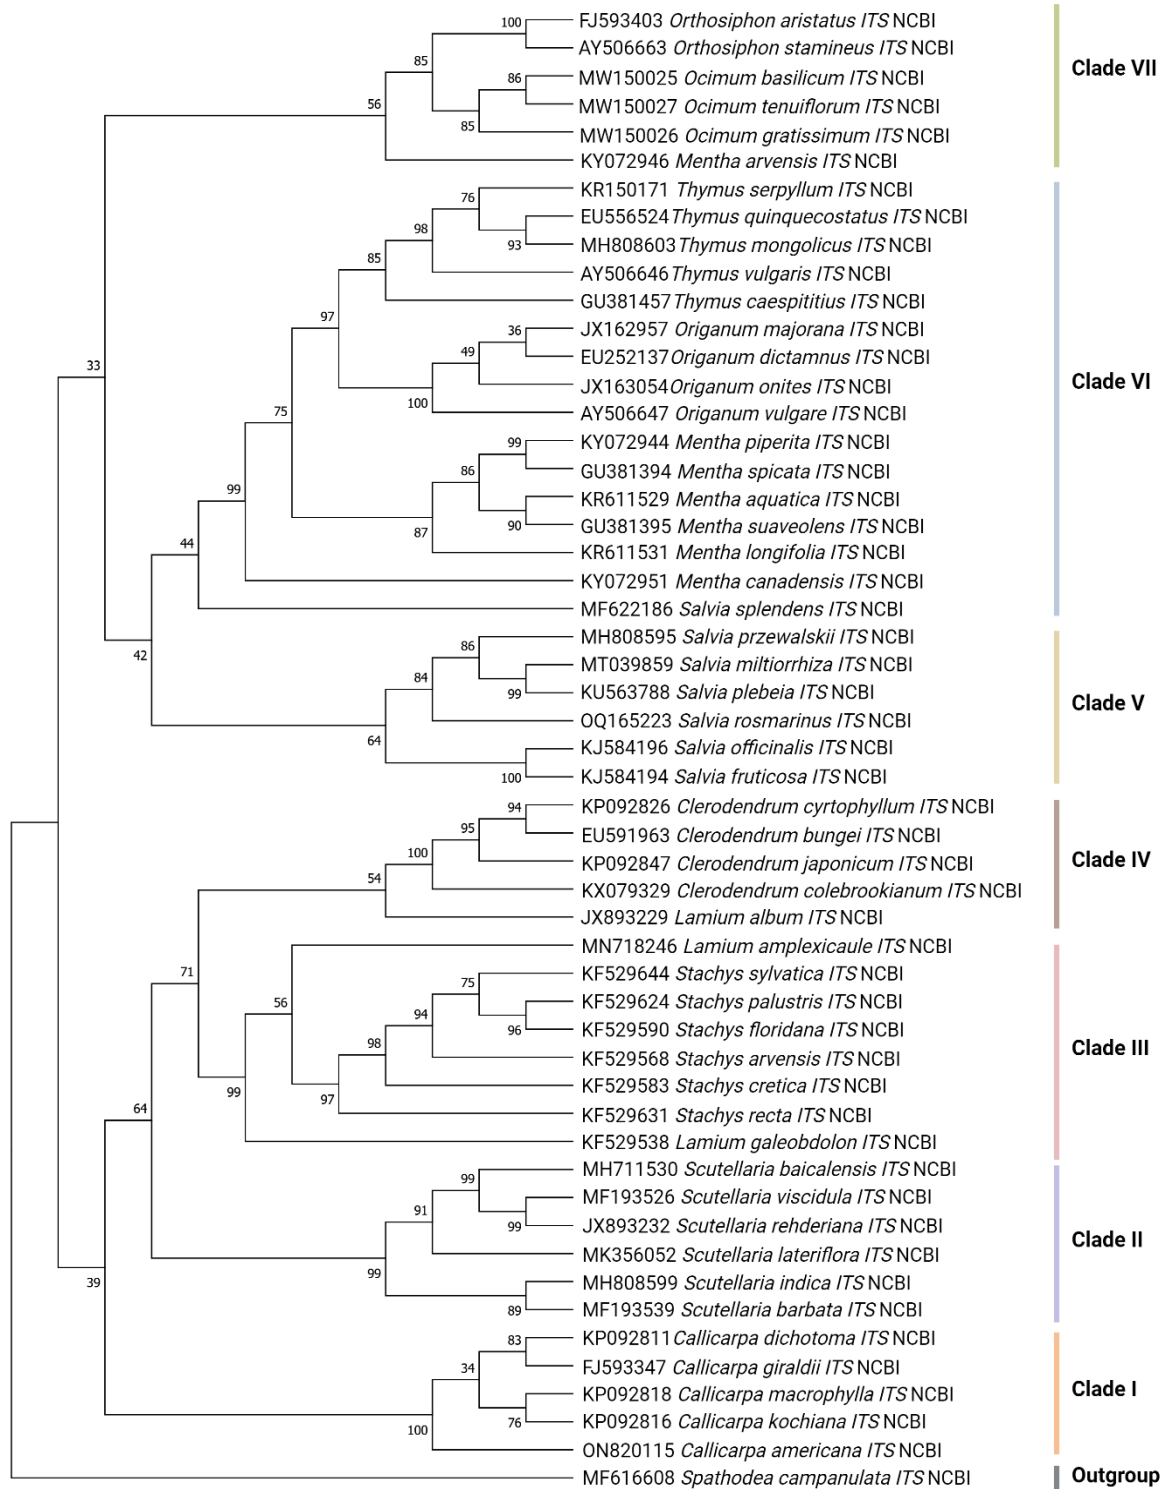 100 FJ593403 Orthosiphon aristatus ITS NCBI
AY506663 Orthosiphon stamineus ITS NCBI
85
Clade VII
86 MW150025 Ocimum basilicum ITS NCBI
56 MW150027 Ocimum tenuiflorum ITS NCBI
85 MW150026 Ocimum gratissimum ITS NCBI
KY072946 Mentha arvensis ITS NCBI
76 KR150171 Thymus serpyllum ITS NCBI
98 EU556524 Thymus quinquecostatus ITS NCBI
93 MH808603 Thymus mongolicus ITS NCBI
85 AY506646 Thymus vulgaris ITS NCBI
GU381457 Thymus caespititius ITS NCBI
97
36 JX162957 Origanum majorana ITS NCBI
49 EU252137 Origanum dictamnus ITS NCBI
33
Clade VI
JX163054 Origanum onites ITS NCBI
100
75 AY506647 Origanum vulgare ITS NCBI
99 KY072944 Mentha piperita ITS NCBI
86 GU381394 Mentha spicata ITS NCBI
99 KR611529 Mentha aquatica ITS NCBI
90 GU381395 Mentha suaveolens ITS NCBI
87
44 KR611531 Mentha longifolia ITS NCBI
KY072951 Mentha canadensis ITS NCBI
MF622186 Salvia splendens ITS NCBI
86 MH808595 Salvia przewalskii ITS NCBI
42
84 MT039859 Salvia miltiorrhiza ITS NCBI
99 KU563788 Salvia plebeia ITS NCBI
Clade V
OQ165223 Salvia rosmarinus ITS NCBI
64
KJ584196 Salvia officinalis ITS NCBI
100 KJ584194 Salvia fruticosa ITS NCBI
94 KP092826 Clerodendrum cyrtophyllum ITS NCBI
95 EU591963 Clerodendrum bungei ITS NCBI
100 KP092847 Clerodendrum japonicum ITS NCBI
Clade IV
54 KX079329 Clerodendrum colebrookianum ITS NCBI
JX893229 Lamium album ITS NCBI
MN718246 Lamium amplexicaule ITS NCBI
71 KF529644 Stachys sylvatica ITS NCBI
75
56 KF529624 Stachys palustris ITS NCBI
94
96 KF529590 Stachys floridana ITS NCBI
98
Clade III
KF529568 Stachys arvensis ITS NCBI
99 KF529583 Stachys cretica ITS NCBI
97
64 KF529631 Stachys recta ITS NCBI
KF529538 Lamium galeobdolon ITS NCBI
99 MH711530 Scutellaria baicalensis ITS NCBI
91 MF193526 Scutellaria viscidula ITS NCBI
99 JX893232 Scutellaria rehderiana ITS NCBI
Clade II
MK356052 Scutellaria lateriflora ITS NCBI
99
39 MH808599 Scutellaria indica ITS NCBI
89 MF193539 Scutellaria barbata ITS NCBI
83 KP092811 Callicarpa dichotoma ITS NCBI
34 FJ593347 Callicarpa giraldii ITS NCBI
Clade I
KP092818 Callicarpa macrophylla ITS NCBI
76 KP092816 Callicarpa kochiana ITS NCBI
100
ON820115 Callicarpa americana ITS NCBI
MF616608 Spathodea campanulata ITS NCBI
Outgroup